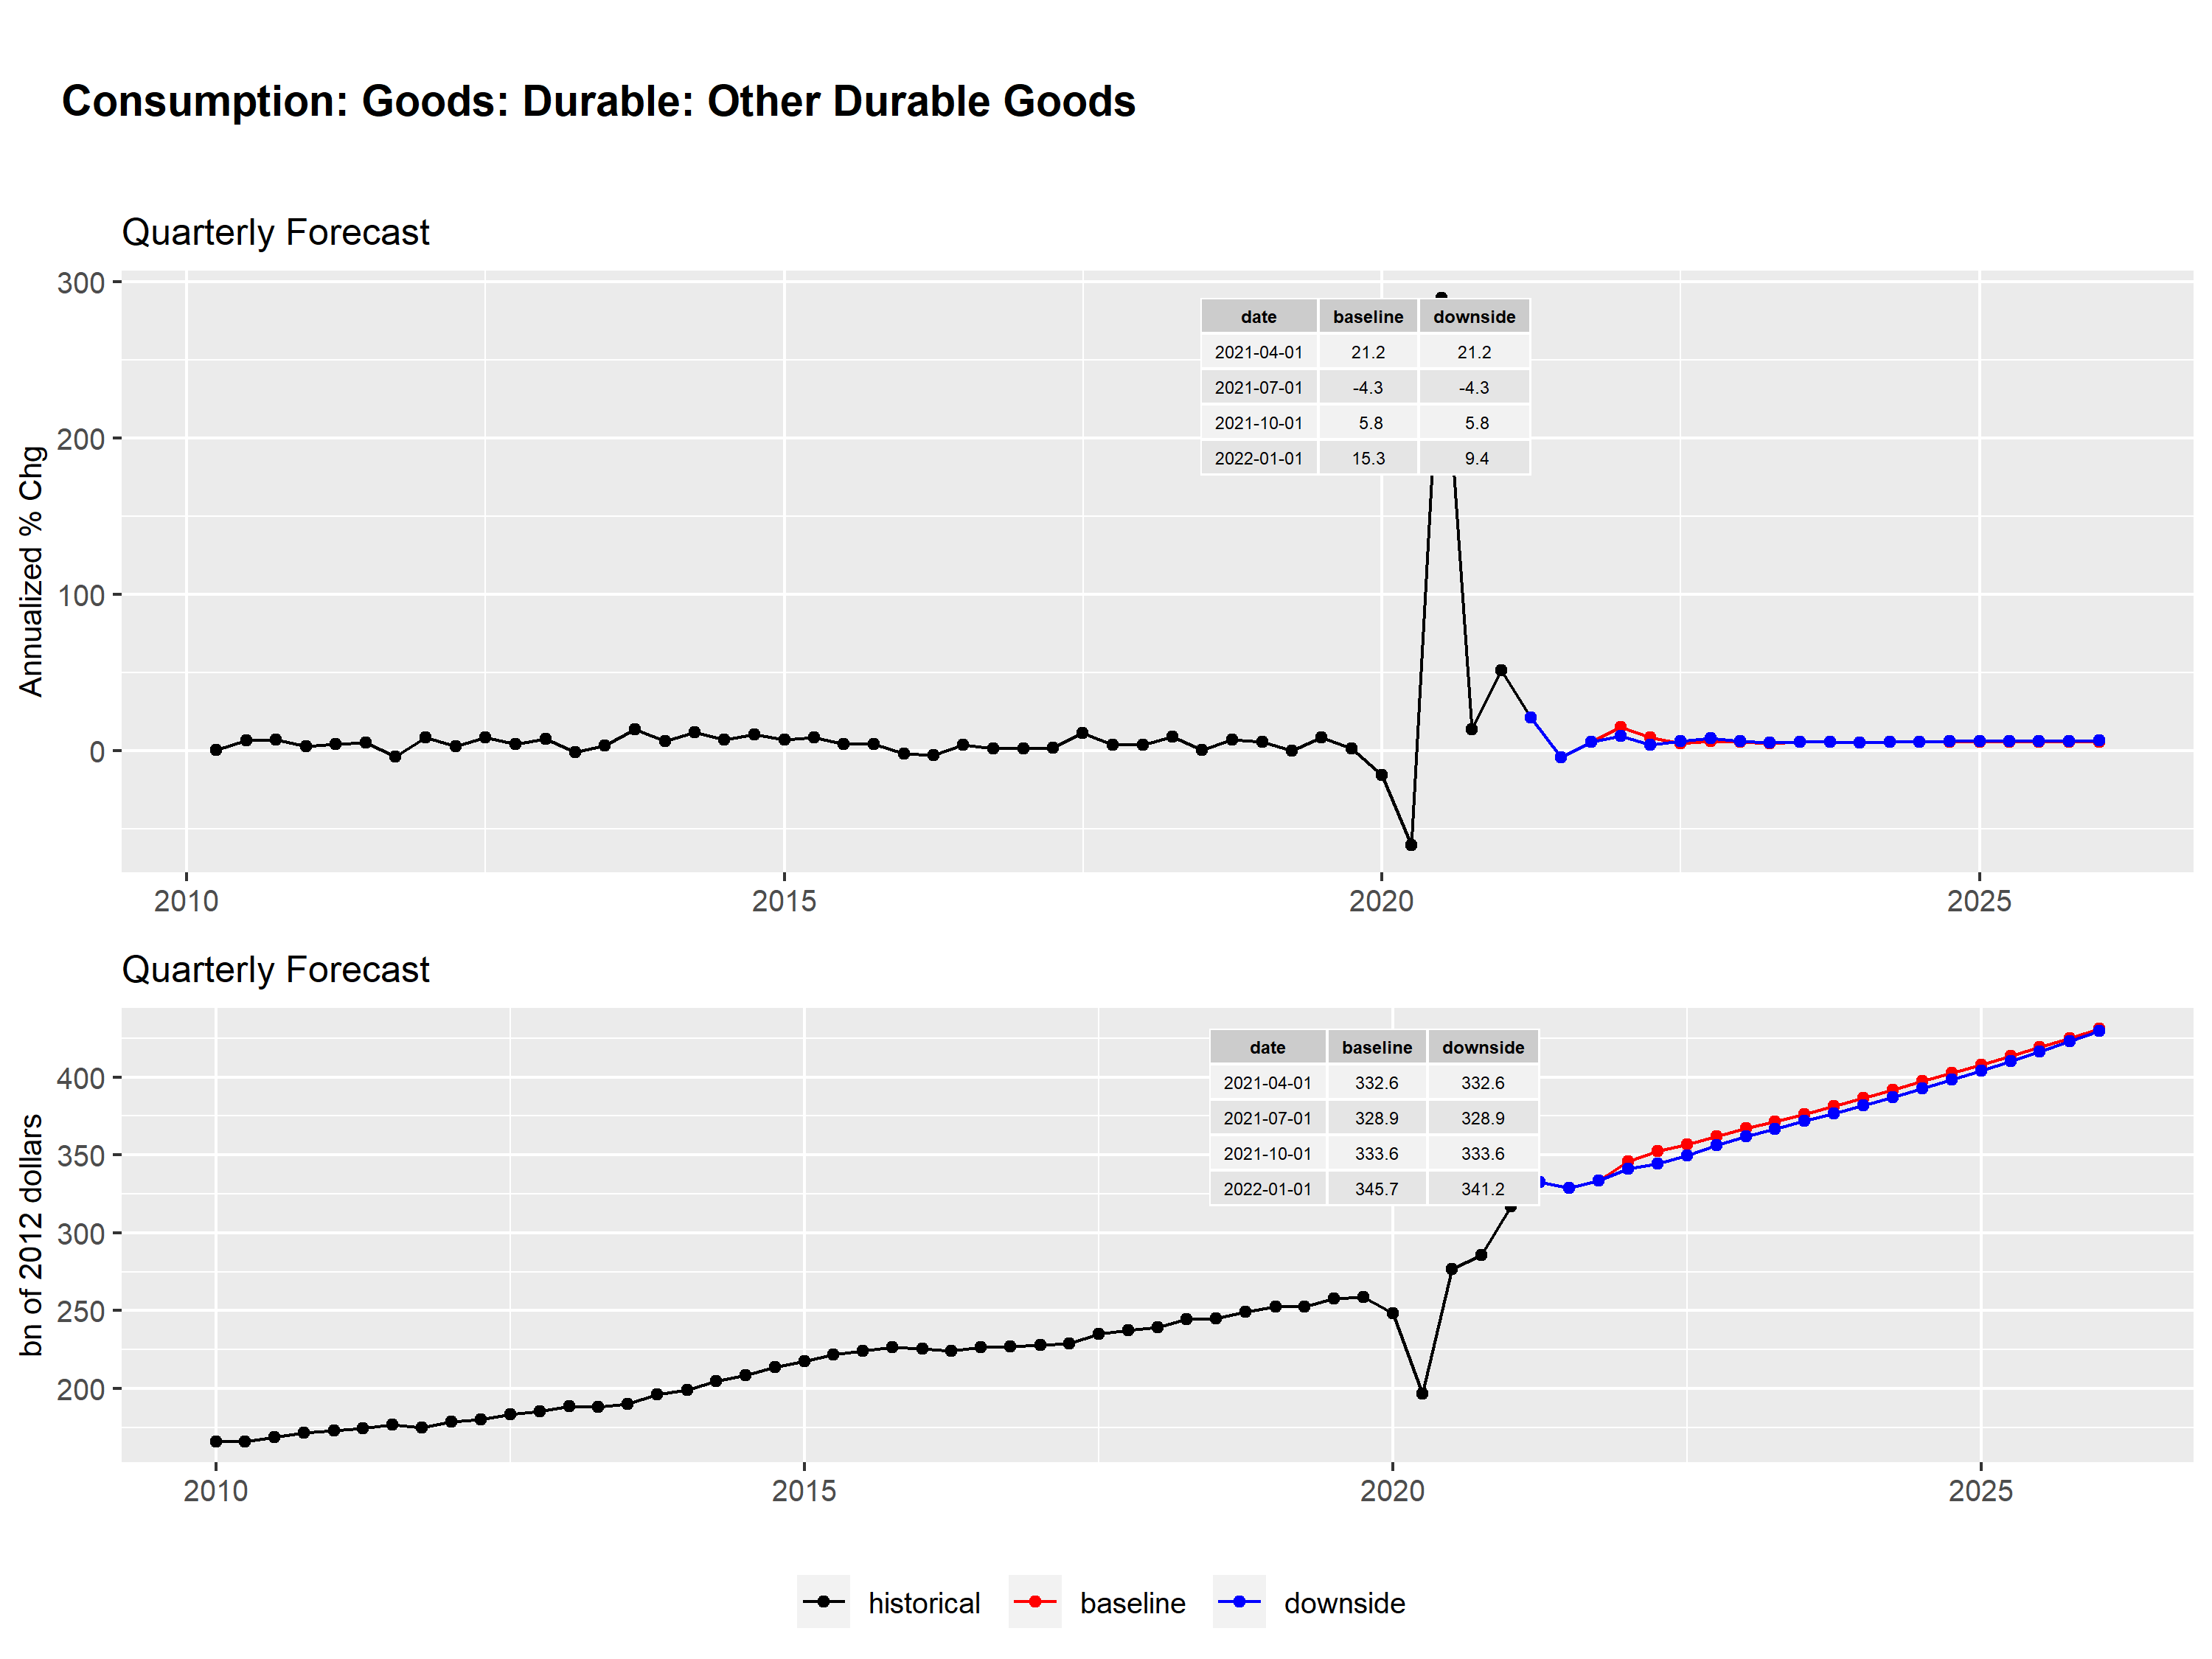 Consumption: Goods: Durable: Other Durable Goods
Quarterly Forecast
Annualized % Chg
300
200
100
0
date baseline downside
2021-04-01 21.2 21.2
2021-07-01 -4.3 -4.3
2021-10-01 5.8 5.8
2022-01-01 15.3 9.4
2010 2015 2020 2025
Quarterly Forecast
bn of 2012 dollars
400
350
300
250
200
date baseline downside
2021-04-01 332.6 332.6
2021-07-01 328.9 328.9
2021-10-01 333.6 333.6
2022-01-01 345.7 341.2
2010 2015 2020 2025
historical baseline downside